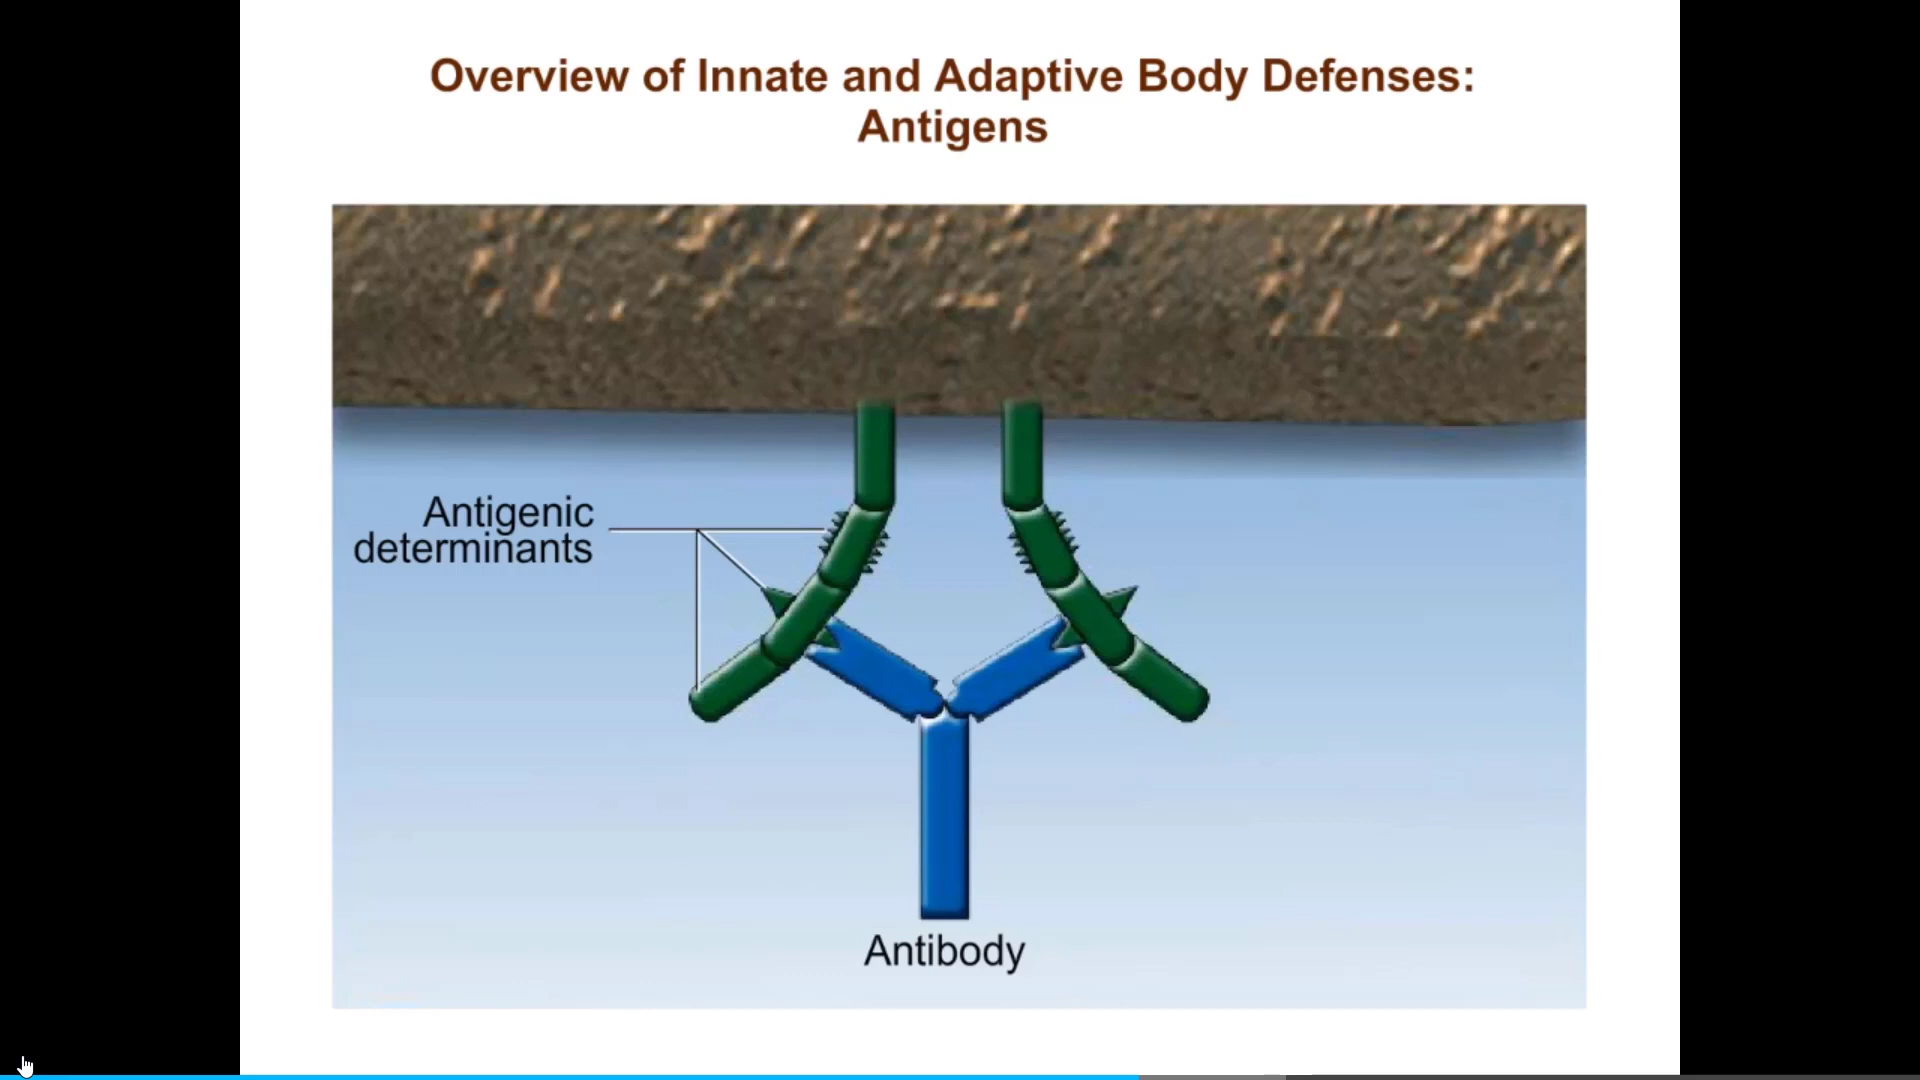 Overview of Innate and Adaptive Body Defenses:
Antigens
Antigenic
determinants
Antibody